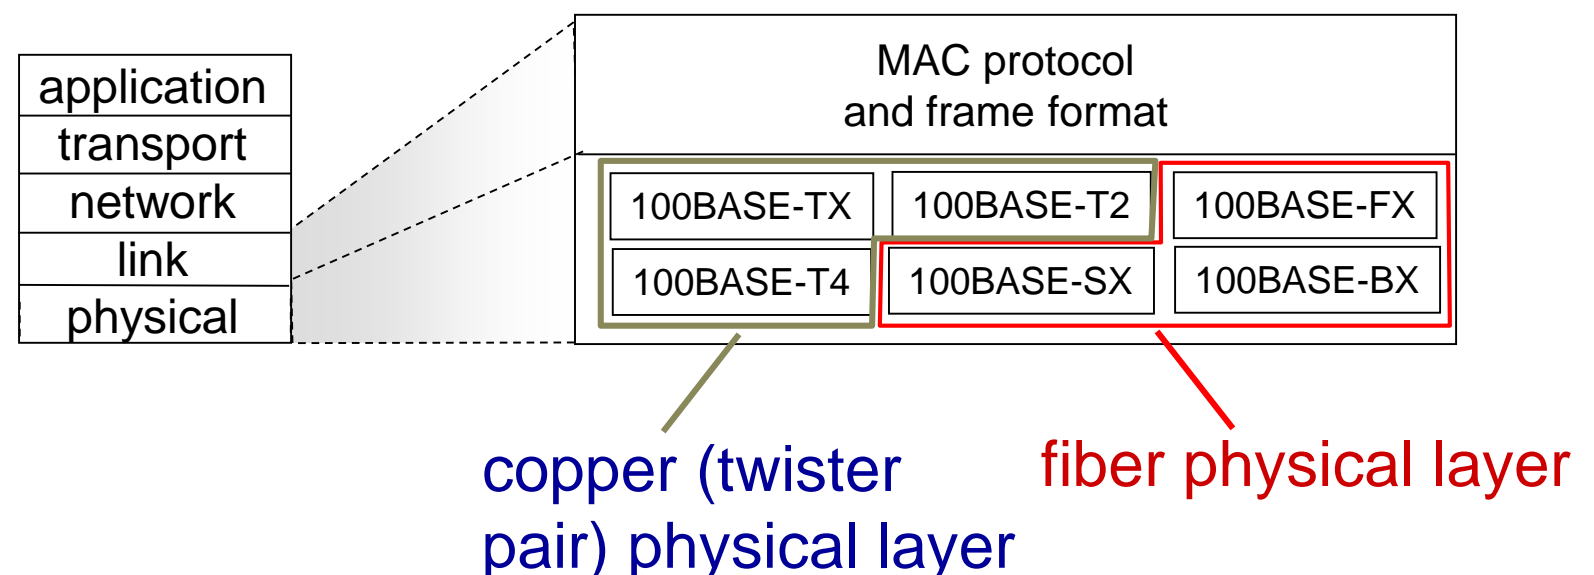 application
transport
network
link
physical
MAC protocol
and frame format
100BASE-TX
100BASE-T2
100BASE-FX
100BASE-T4
100BASE-SX
100BASE-BX
copper (twister
pair) physical layer
fiber physical layer